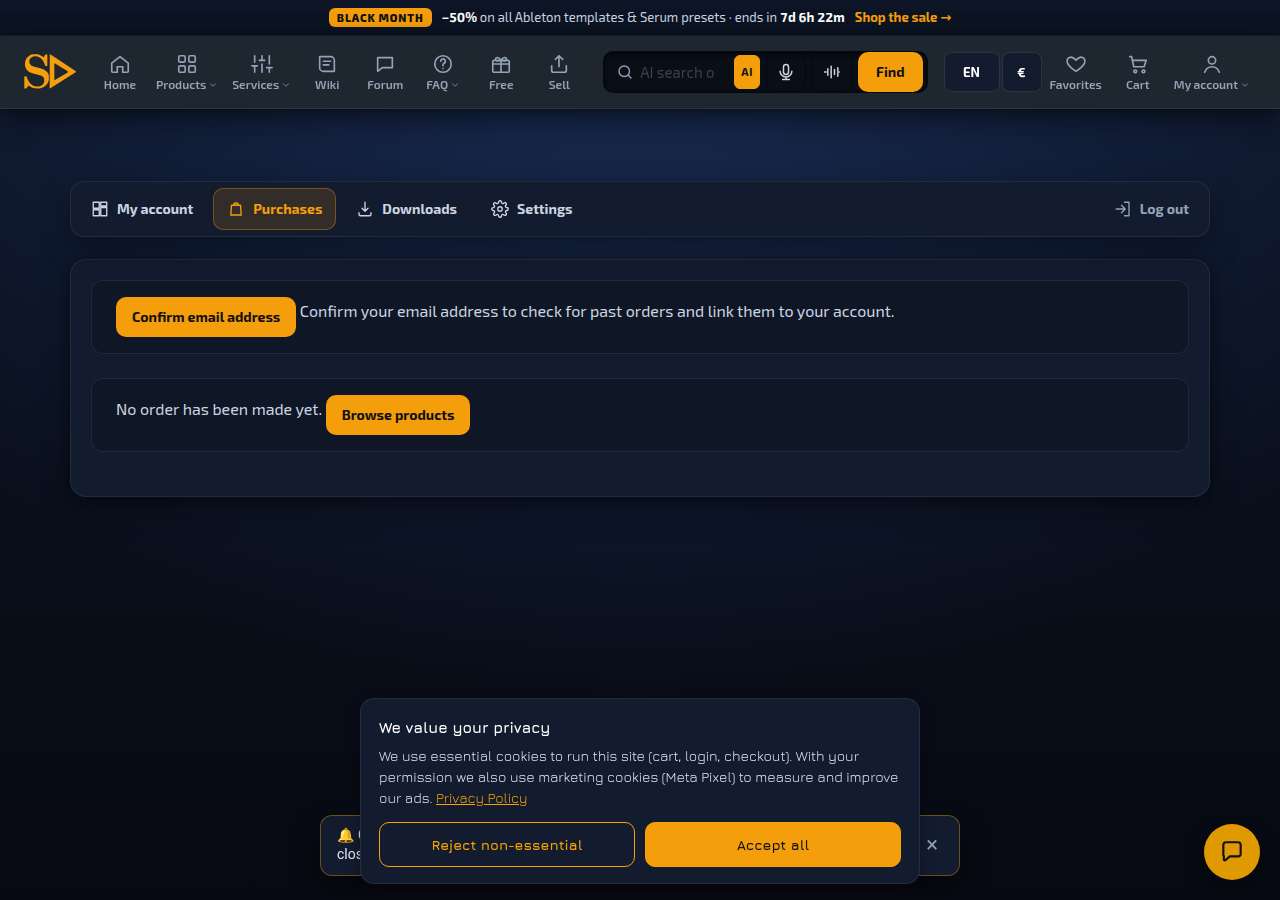 BLACK MONTH −50% on all Ableton templates & Serum presets · ends in 7d 6h 22m Shop the sale →
Home Products Services Wiki Forum FAQ Free Sell AI search o AI Find EN € Favorites Cart My account
My account Purchases Downloads Settings Log out
Confirm email address Confirm your email address to check for past orders and link them to your account.
No order has been made yet. Browse products
We value your privacy
We use essential cookies to run this site (cart, login, checkout). With your
permission we also use marketing cookies (Meta Pixel) to measure and improve
our ads. Privacy Policy
Reject non-essential Accept all